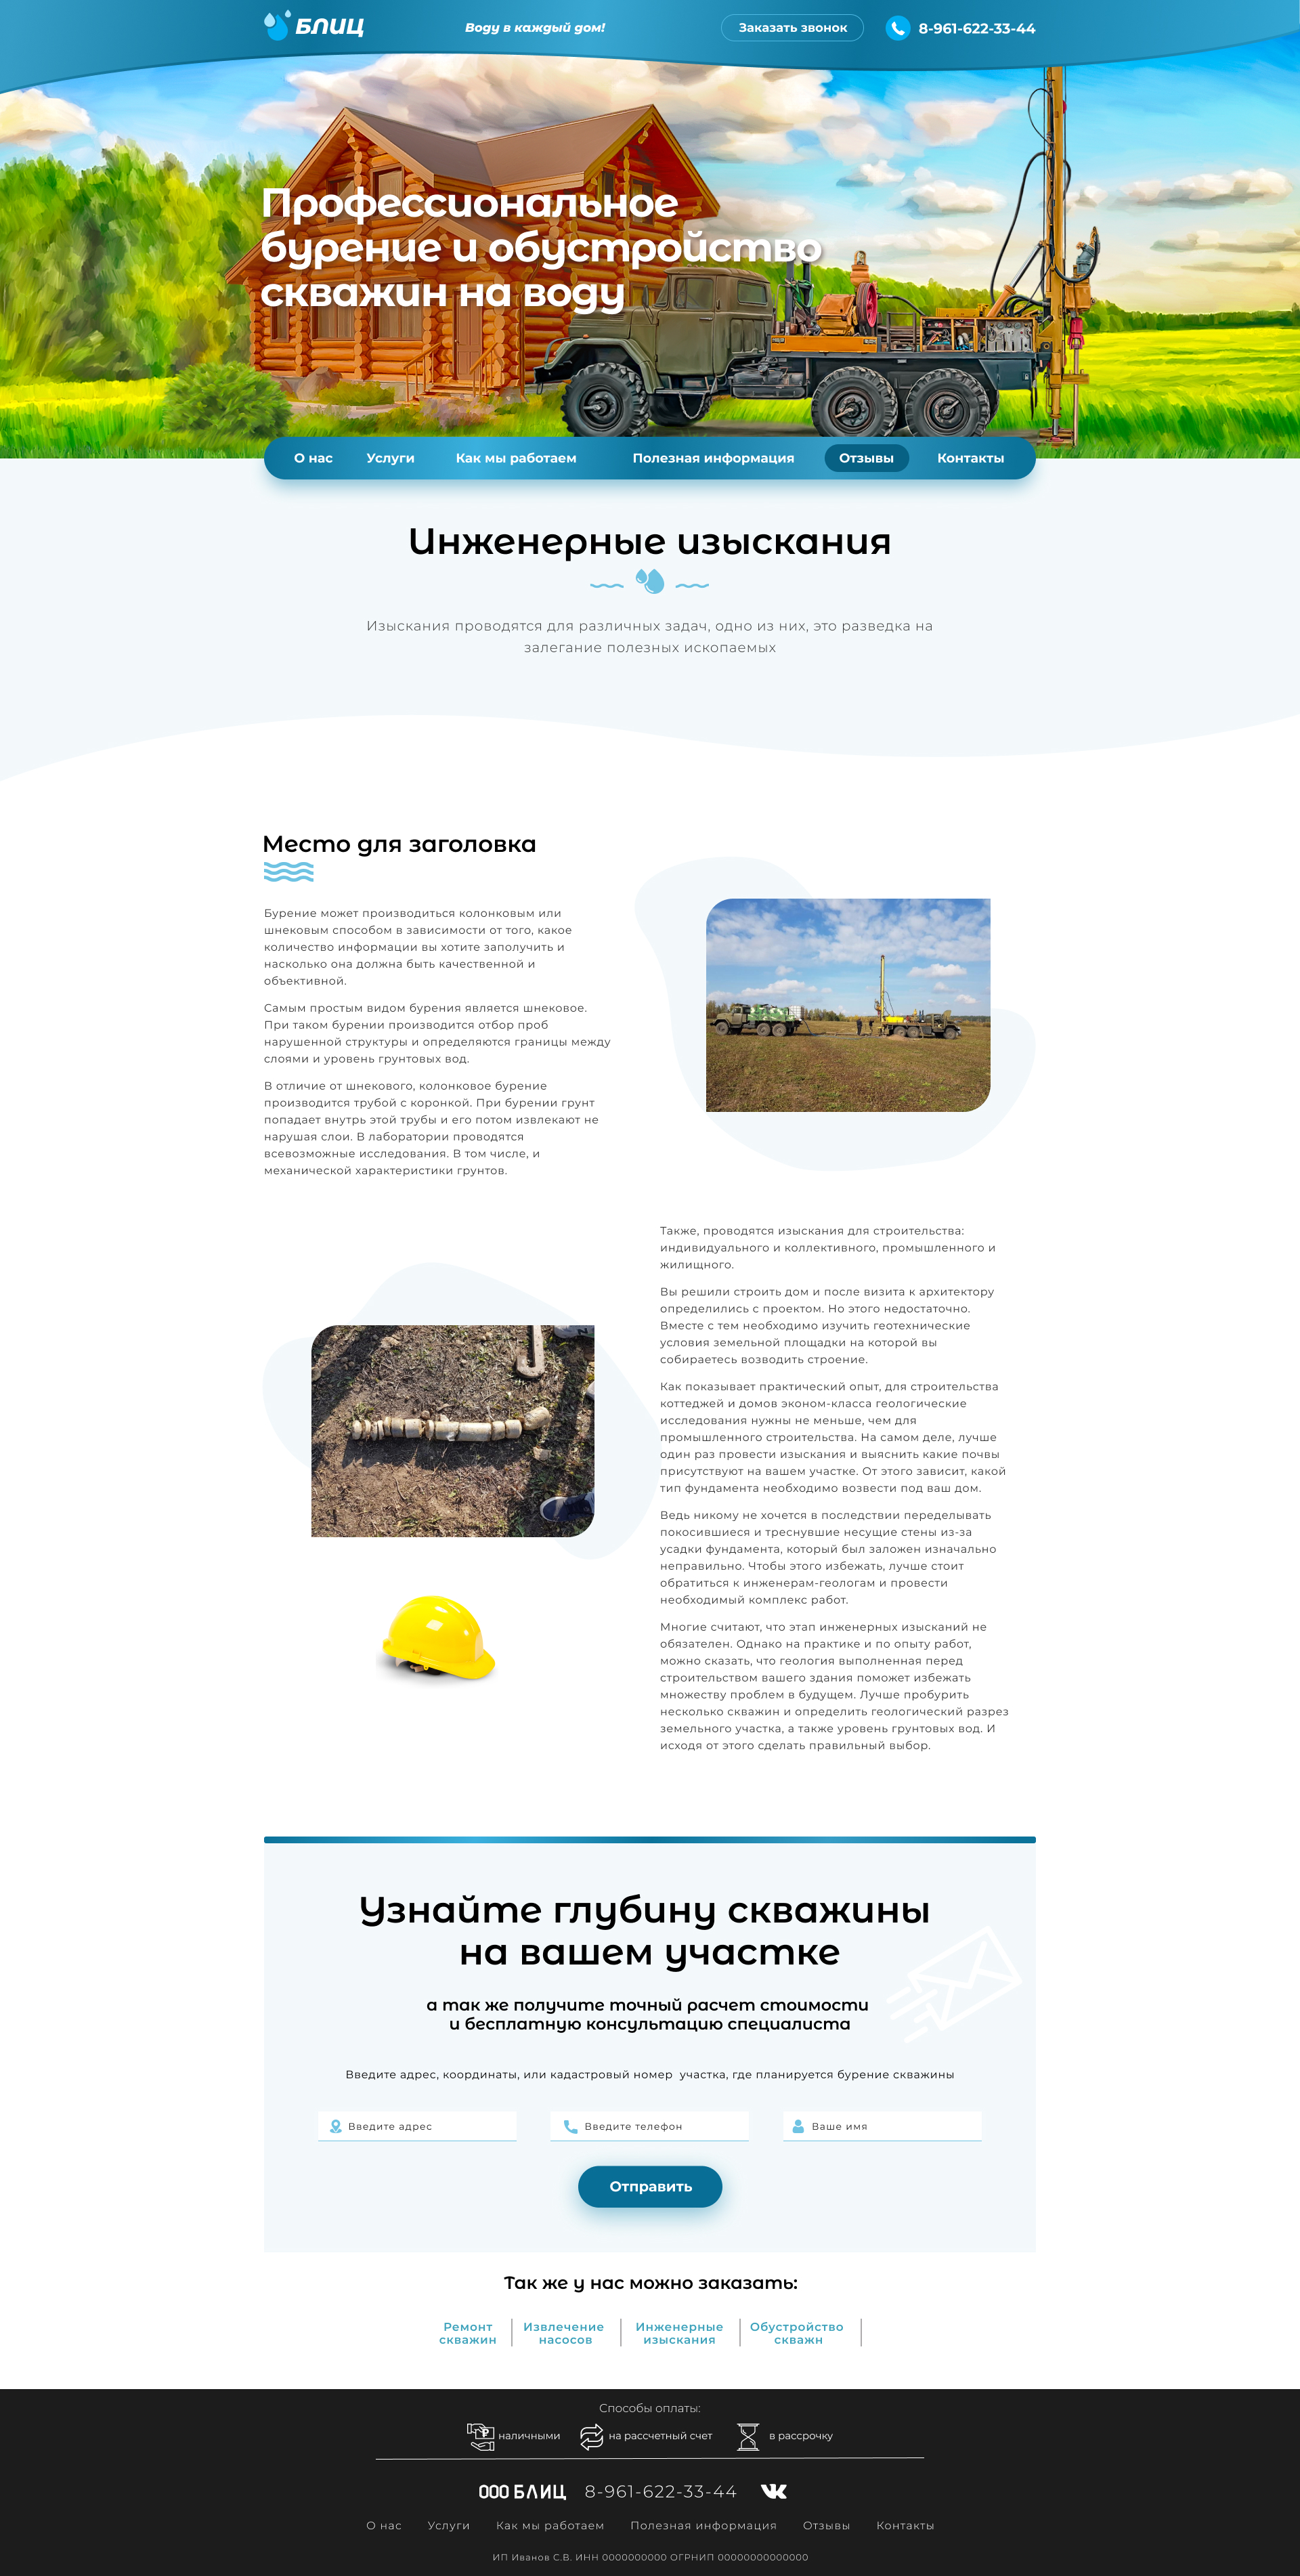 БЛИЦ
Воду в каждый дом!
Заказать звонок
8-961-622-33-44
Профессиональное
бурение и обустройство
скважин на воду
О нас
Услуги
Как мы работаем
Полезная информация
Отзывы
Контакты
Инженерные изыскания
Изыскания проводятся для различных задач, одно из них, это разведка на
залегание полезных ископаемых
Место для заголовка
Бурение может производиться колонковым или
шнековым способом в зависимости от того, какое
количество информации вы хотите заполучить и
насколько она должна быть качественной и
объективной.
Самым простым видом бурения является шнековое.
При таком бурении производится отбор проб
нарушенной структуры и определяются границы между
слоями и уровень грунтовых вод.
В отличие от шнекового, колонковое бурение
производится трубой с коронкой. При бурении грунт
попадает внутрь этой трубы и его потом извлекают не
нарушая слои. В лаборатории проводятся
всевозможные исследования. В том числе, и
механической характеристики грунтов.
Также, проводятся изыскания для строительства:
индивидуального и коллективного, промышленного и
жилищного.
Вы решили строить дом и после визита к архитектору
определились с проектом. Но этого недостаточно.
Вместе с тем необходимо изучить геотехнические
условия земельной площадки на которой вы
собираетесь возводить строение.
Как показывает практический опыт, для строительства
коттеджей и домов эконом-класса геологические
исследования нужны не меньше, чем для
промышленного строительства. На самом деле, лучше
один раз провести изыскания и выяснить какие почвы
присутствуют на вашем участке. От этого зависит, какой
тип фундамента необходимо возвести под ваш дом.
Ведь никому не хочется в последствии переделывать
покосившиеся и треснувшие несущие стены из-за
усадки фундамента, который был заложен изначально
неправильно. Чтобы этого избежать, лучше стоит
обратиться к инженерам-геологам и провести
необходимый комплекс работ.
Многие считают, что этап инженерных изысканий не
обязателен. Однако на практике и по опыту работ,
можно сказать, что геология выполненная перед
строительством вашего здания поможет избежать
множеству проблем в будущем. Лучше пробурить
несколько скважин и определить геологический разрез
земельного участка, а также уровень грунтовых вод. И
исходя от этого сделать правильный выбор.
Узнайте глубину скважины
на вашем участке
а так же получите точный расчет стоимости
и бесплатную консультацию специалиста
Введите адрес, координаты, или кадастровый номер  участка, где планируется бурение скважины
Введите адрес
Введите телефон
Ваше имя
Отправить
Так же у нас можно заказать:
Ремонт
скважин
Извлечение
насосов
Инженерные
изыскания
Обустройство
скважн
Способы оплаты:
наличными
на рассчетный счет
в рассрочку
ООО БЛИЦ
8-961-622-33-44
О нас
Услуги
Как мы работаем
Полезная информация
Отзывы
Контакты
ИП Иванов С.В. ИНН 0000000000 ОГРНИП 00000000000000